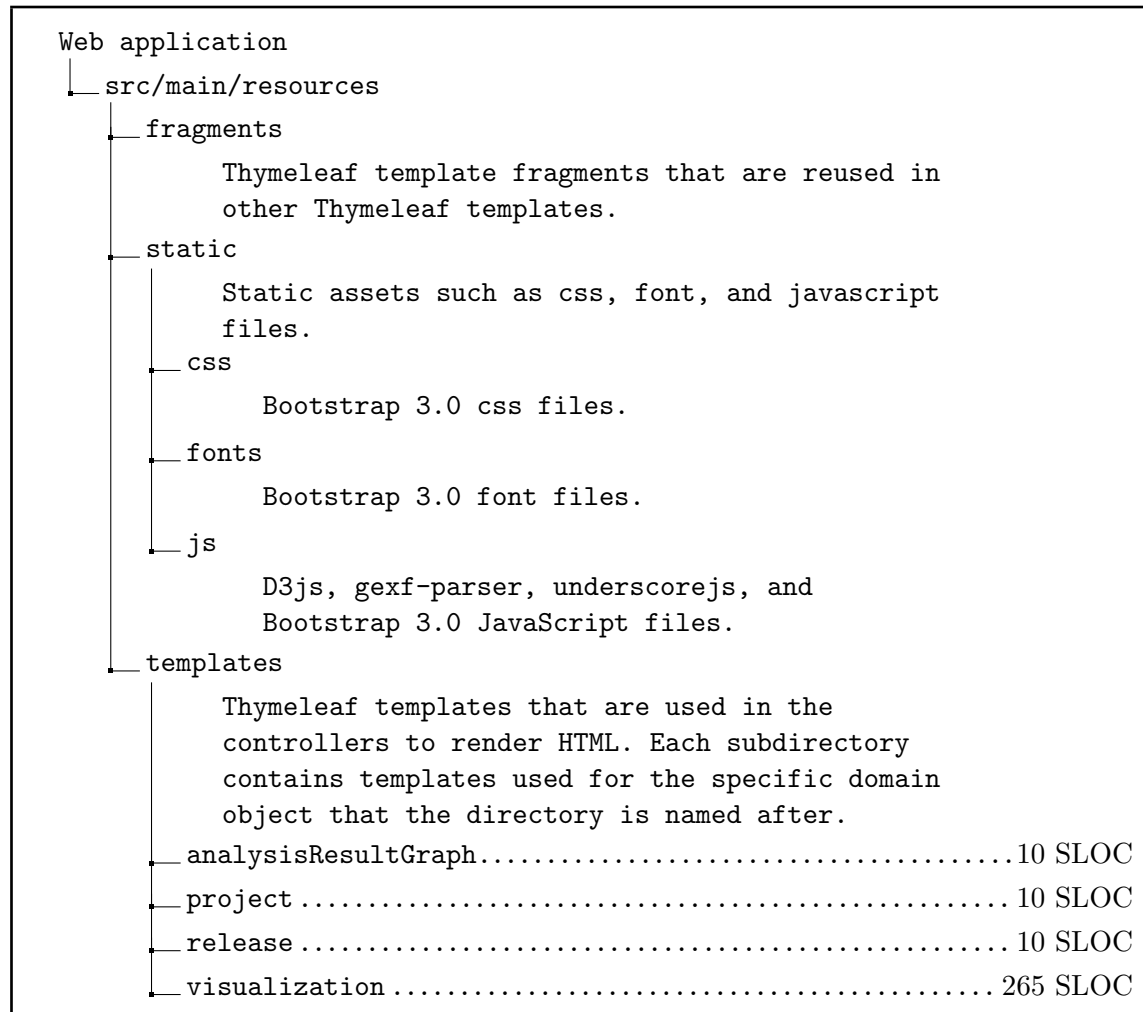 Web application
src/main/resources
fragments
Thymeleaf template fragments that are reused in
other Thymeleaf templates.
static
Static assets such as css, font, and javascript
files.
css
Bootstrap 3.0 css files.
fonts
Bootstrap 3.0 font files.
js
D3js, gexf-parser, underscorejs, and
Bootstrap 3.0 JavaScript files.
templates
Thymeleaf templates that are used in the
controllers to render HTML. Each subdirectory
contains templates used for the specific domain
object that the directory is named after.
analysisResultGraph........................................10 SLOC
project.....................................................10 SLOC
release.....................................................10 SLOC
visualization.............................................265 SLOC